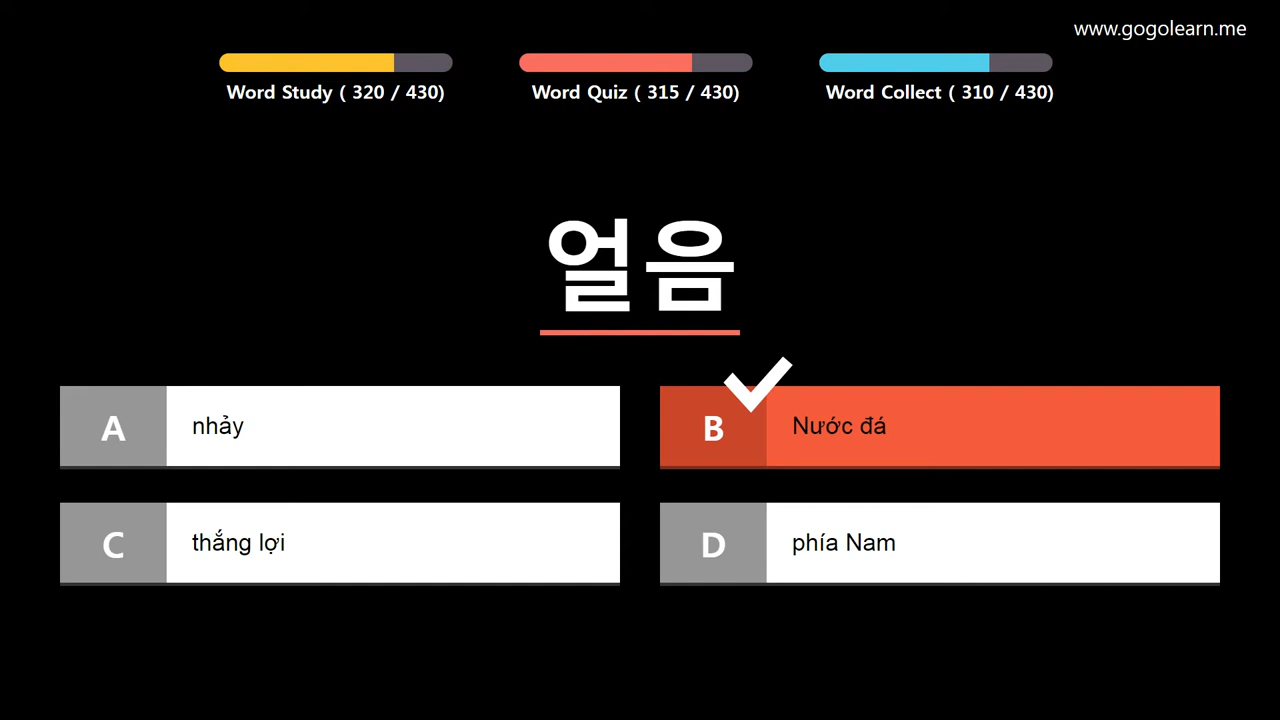 www.gogolearn.me
Word Study ( 320 / 430)
Word Quiz ( 315 / 430)
Word Collect ( 310 / 430)
얼음
A nhảy
B Nước đá
C thắng lợi
D phía Nam